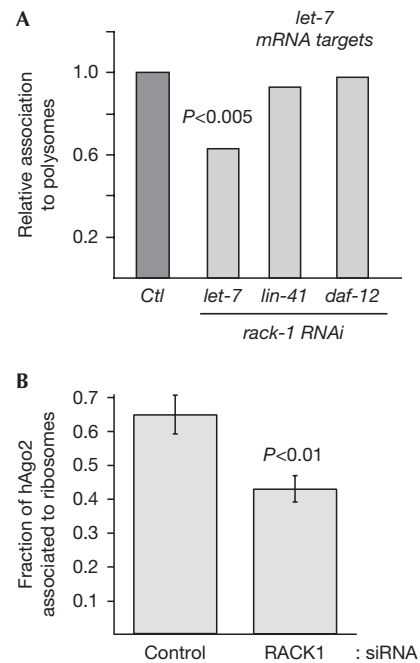 A
let-7
mRNA targets
Relative association
to polysomes
1.0
0.6
0.2
P<0.005
Ctl let-7 lin-41 daf-12
rack-1 RNAi
B
Fraction of hAgo2
associated to ribosomes
0.7
0.6
0.5
0.4
0.3
0.2
0.1
P<0.01
Control RACK1 : siRNA